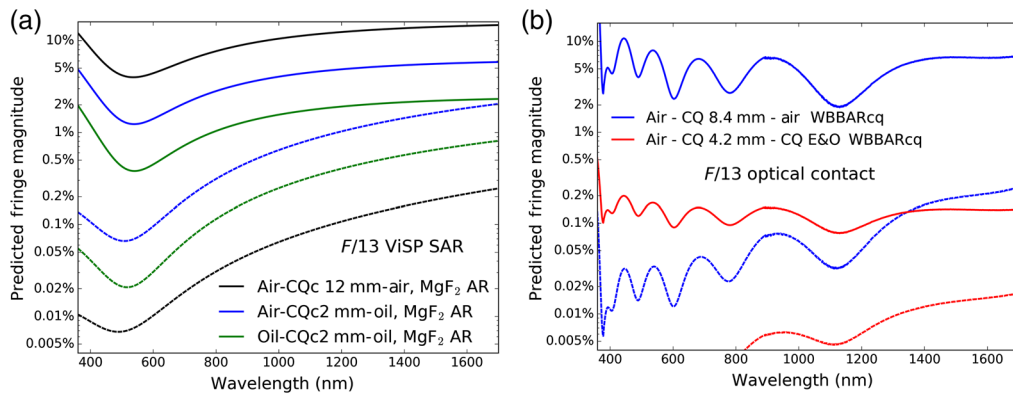 (a)
Predicted fringe magnitude
10%
5%
2%
1%
0.5%
0.2%
0.1%
0.05%
0.02%
0.01%
0.005%
F/13 ViSP SAR
Air-CQc 12 mm-air, MgF₂ AR
Air-CQc2 mm-oil, MgF₂ AR
Oil-CQc2 mm-oil, MgF₂ AR
400 600 800 1000 1200 1400 1600
Wavelength (nm)
(b)
Predicted fringe magnitude
10%
5%
2%
1%
0.5%
0.2%
0.1%
0.05%
0.02%
0.01%
0.005%
Air - CQ 8.4 mm - air WBBARcq
Air - CQ 4.2 mm - CQ E&O WBBARcq
F/13 optical contact
400 600 800 1000 1200 1400 1600
Wavelength (nm)